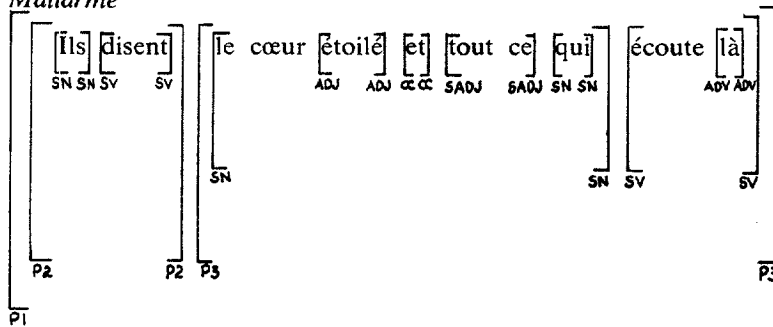 Mallarmé
Ils disent le cœur étoilé et tout ce qui écoute là
SN SN SV SV ADJ ADJ CC CC SADJ SADJ SN SN ADV ADV
SN SN SV SV
P2 P2 P3 P3
P1